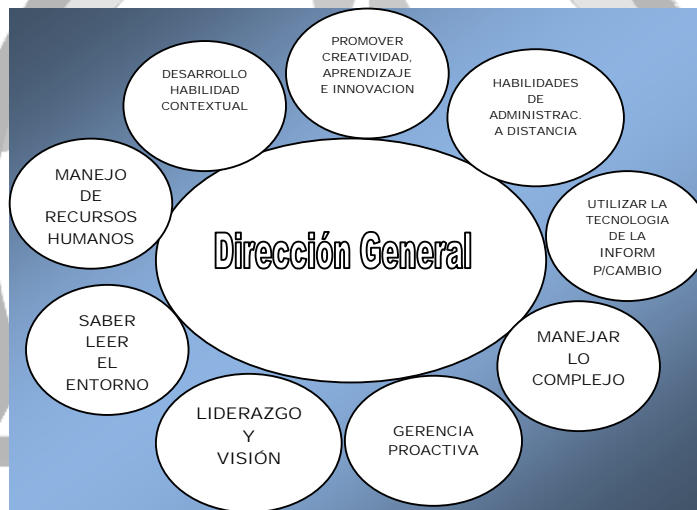 PROMOVER
CREATIVIDAD,
APRENDIZAJE
E INNOVACION
DESARROLLO
HABILIDAD
CONTEXTUAL
HABILIDADES
DE
ADMINISTRAC.
A DISTANCIA
MANEJO
DE
RECURSOS
HUMANOS
UTILIZAR LA
TECNOLOGIA
DE LA
INFORM
P/CAMBIO
Dirección General
SABER
LEER
EL
ENTORNO
MANEJAR
LO
COMPLEJO
LIDERAZGO
Y
VISIÓN
GERENCIA
PROACTIVA